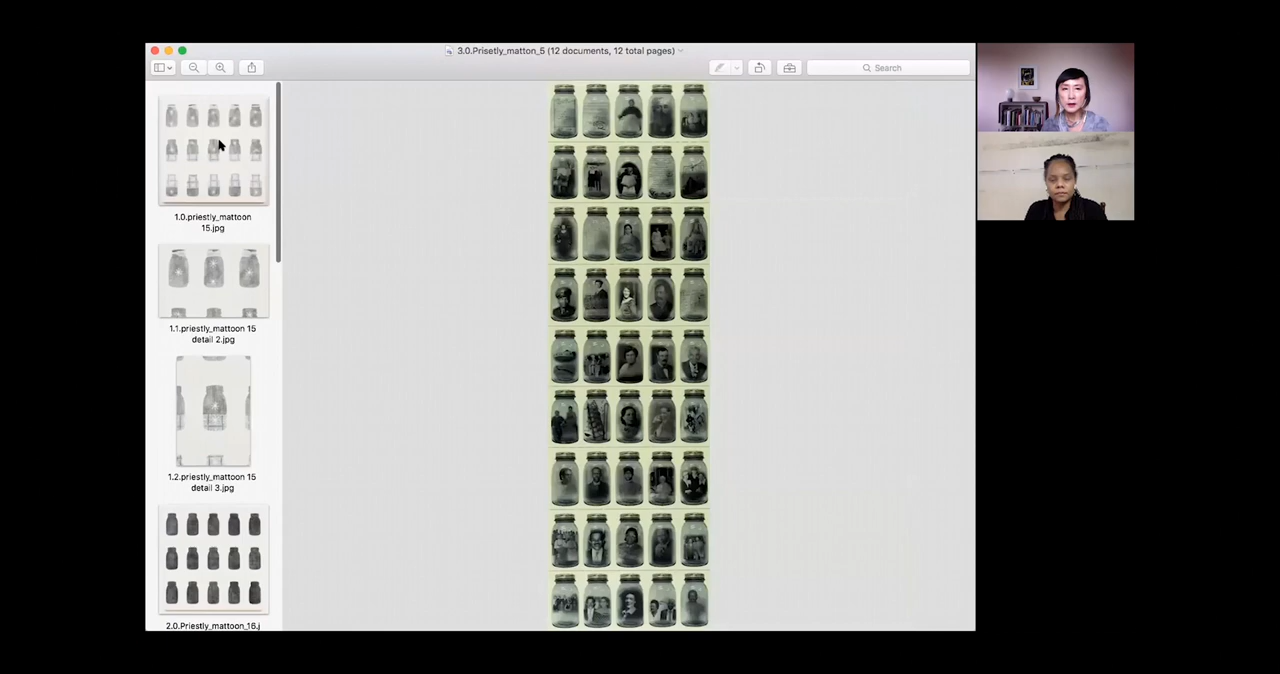 3.0.Prisetly_matton_5 (12 documents, 12 total pages)
Search
1.0.priestly_mattoon
15.jpg
1.1.priestly_mattoon 15
detail 2.jpg
1.2.priestly_mattoon 15
detail 3.jpg
2.0.Priestly_mattoon_16.j